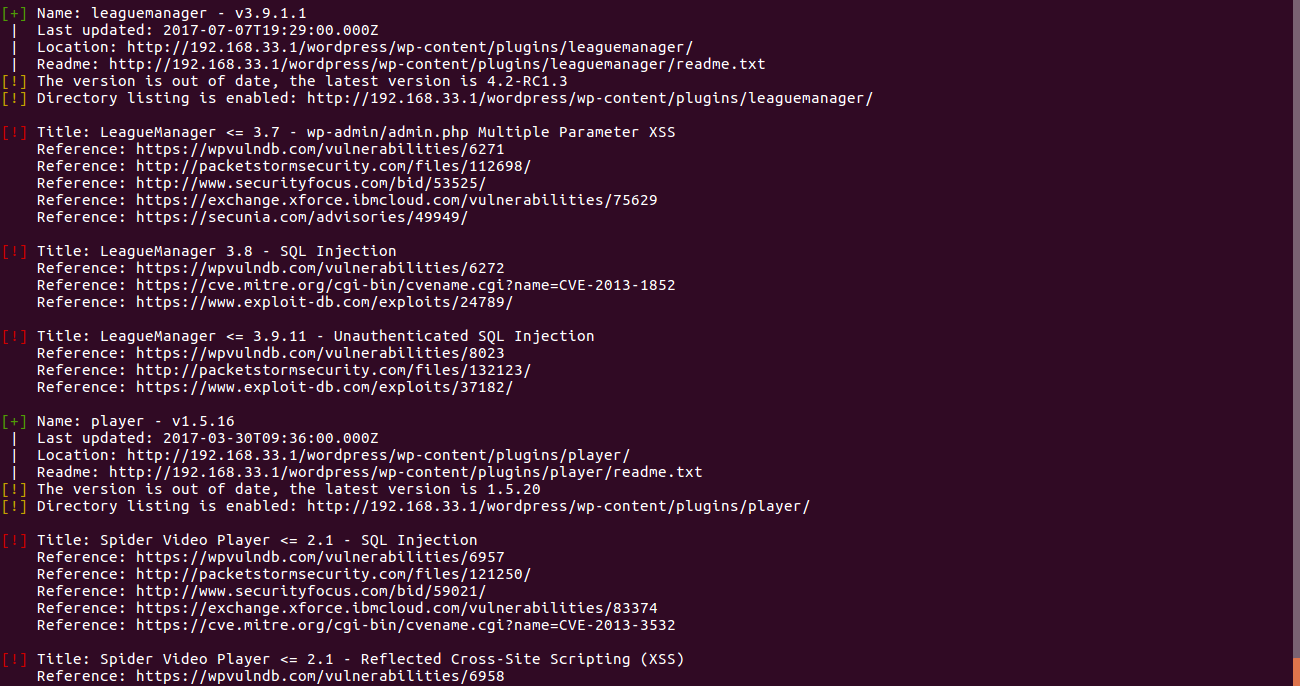 [+] Name: leaguemanager - v3.9.1.1
 |  Last updated: 2017-07-07T19:29:00.000Z
 |  Location: http://192.168.33.1/wordpress/wp-content/plugins/leaguemanager/
 |  Readme: http://192.168.33.1/wordpress/wp-content/plugins/leaguemanager/readme.txt
[!] The version is out of date, the latest version is 4.2-RC1.3
[!] Directory listing is enabled: http://192.168.33.1/wordpress/wp-content/plugins/leaguemanager/

[!] Title: LeagueManager <= 3.7 - wp-admin/admin.php Multiple Parameter XSS
    Reference: https://wpvulndb.com/vulnerabilities/6271
    Reference: http://packetstormsecurity.com/files/112698/
    Reference: http://www.securityfocus.com/bid/53525/
    Reference: https://exchange.xforce.ibmcloud.com/vulnerabilities/75629
    Reference: https://secunia.com/advisories/49949/

[!] Title: LeagueManager 3.8 - SQL Injection
    Reference: https://wpvulndb.com/vulnerabilities/6272
    Reference: https://cve.mitre.org/cgi-bin/cvename.cgi?name=CVE-2013-1852
    Reference: https://www.exploit-db.com/exploits/24789/

[!] Title: LeagueManager <= 3.9.11 - Unauthenticated SQL Injection
    Reference: https://wpvulndb.com/vulnerabilities/8023
    Reference: http://packetstormsecurity.com/files/132123/
    Reference: https://www.exploit-db.com/exploits/37182/

[+] Name: player - v1.5.16
 |  Last updated: 2017-03-30T09:36:00.000Z
 |  Location: http://192.168.33.1/wordpress/wp-content/plugins/player/
 |  Readme: http://192.168.33.1/wordpress/wp-content/plugins/player/readme.txt
[!] The version is out of date, the latest version is 1.5.20
[!] Directory listing is enabled: http://192.168.33.1/wordpress/wp-content/plugins/player/

[!] Title: Spider Video Player <= 2.1 - SQL Injection
    Reference: https://wpvulndb.com/vulnerabilities/6957
    Reference: http://packetstormsecurity.com/files/121250/
    Reference: http://www.securityfocus.com/bid/59021/
    Reference: https://exchange.xforce.ibmcloud.com/vulnerabilities/83374
    Reference: https://cve.mitre.org/cgi-bin/cvename.cgi?name=CVE-2013-3532

[!] Title: Spider Video Player <= 2.1 - Reflected Cross-Site Scripting (XSS)
    Reference: https://wpvulndb.com/vulnerabilities/6958